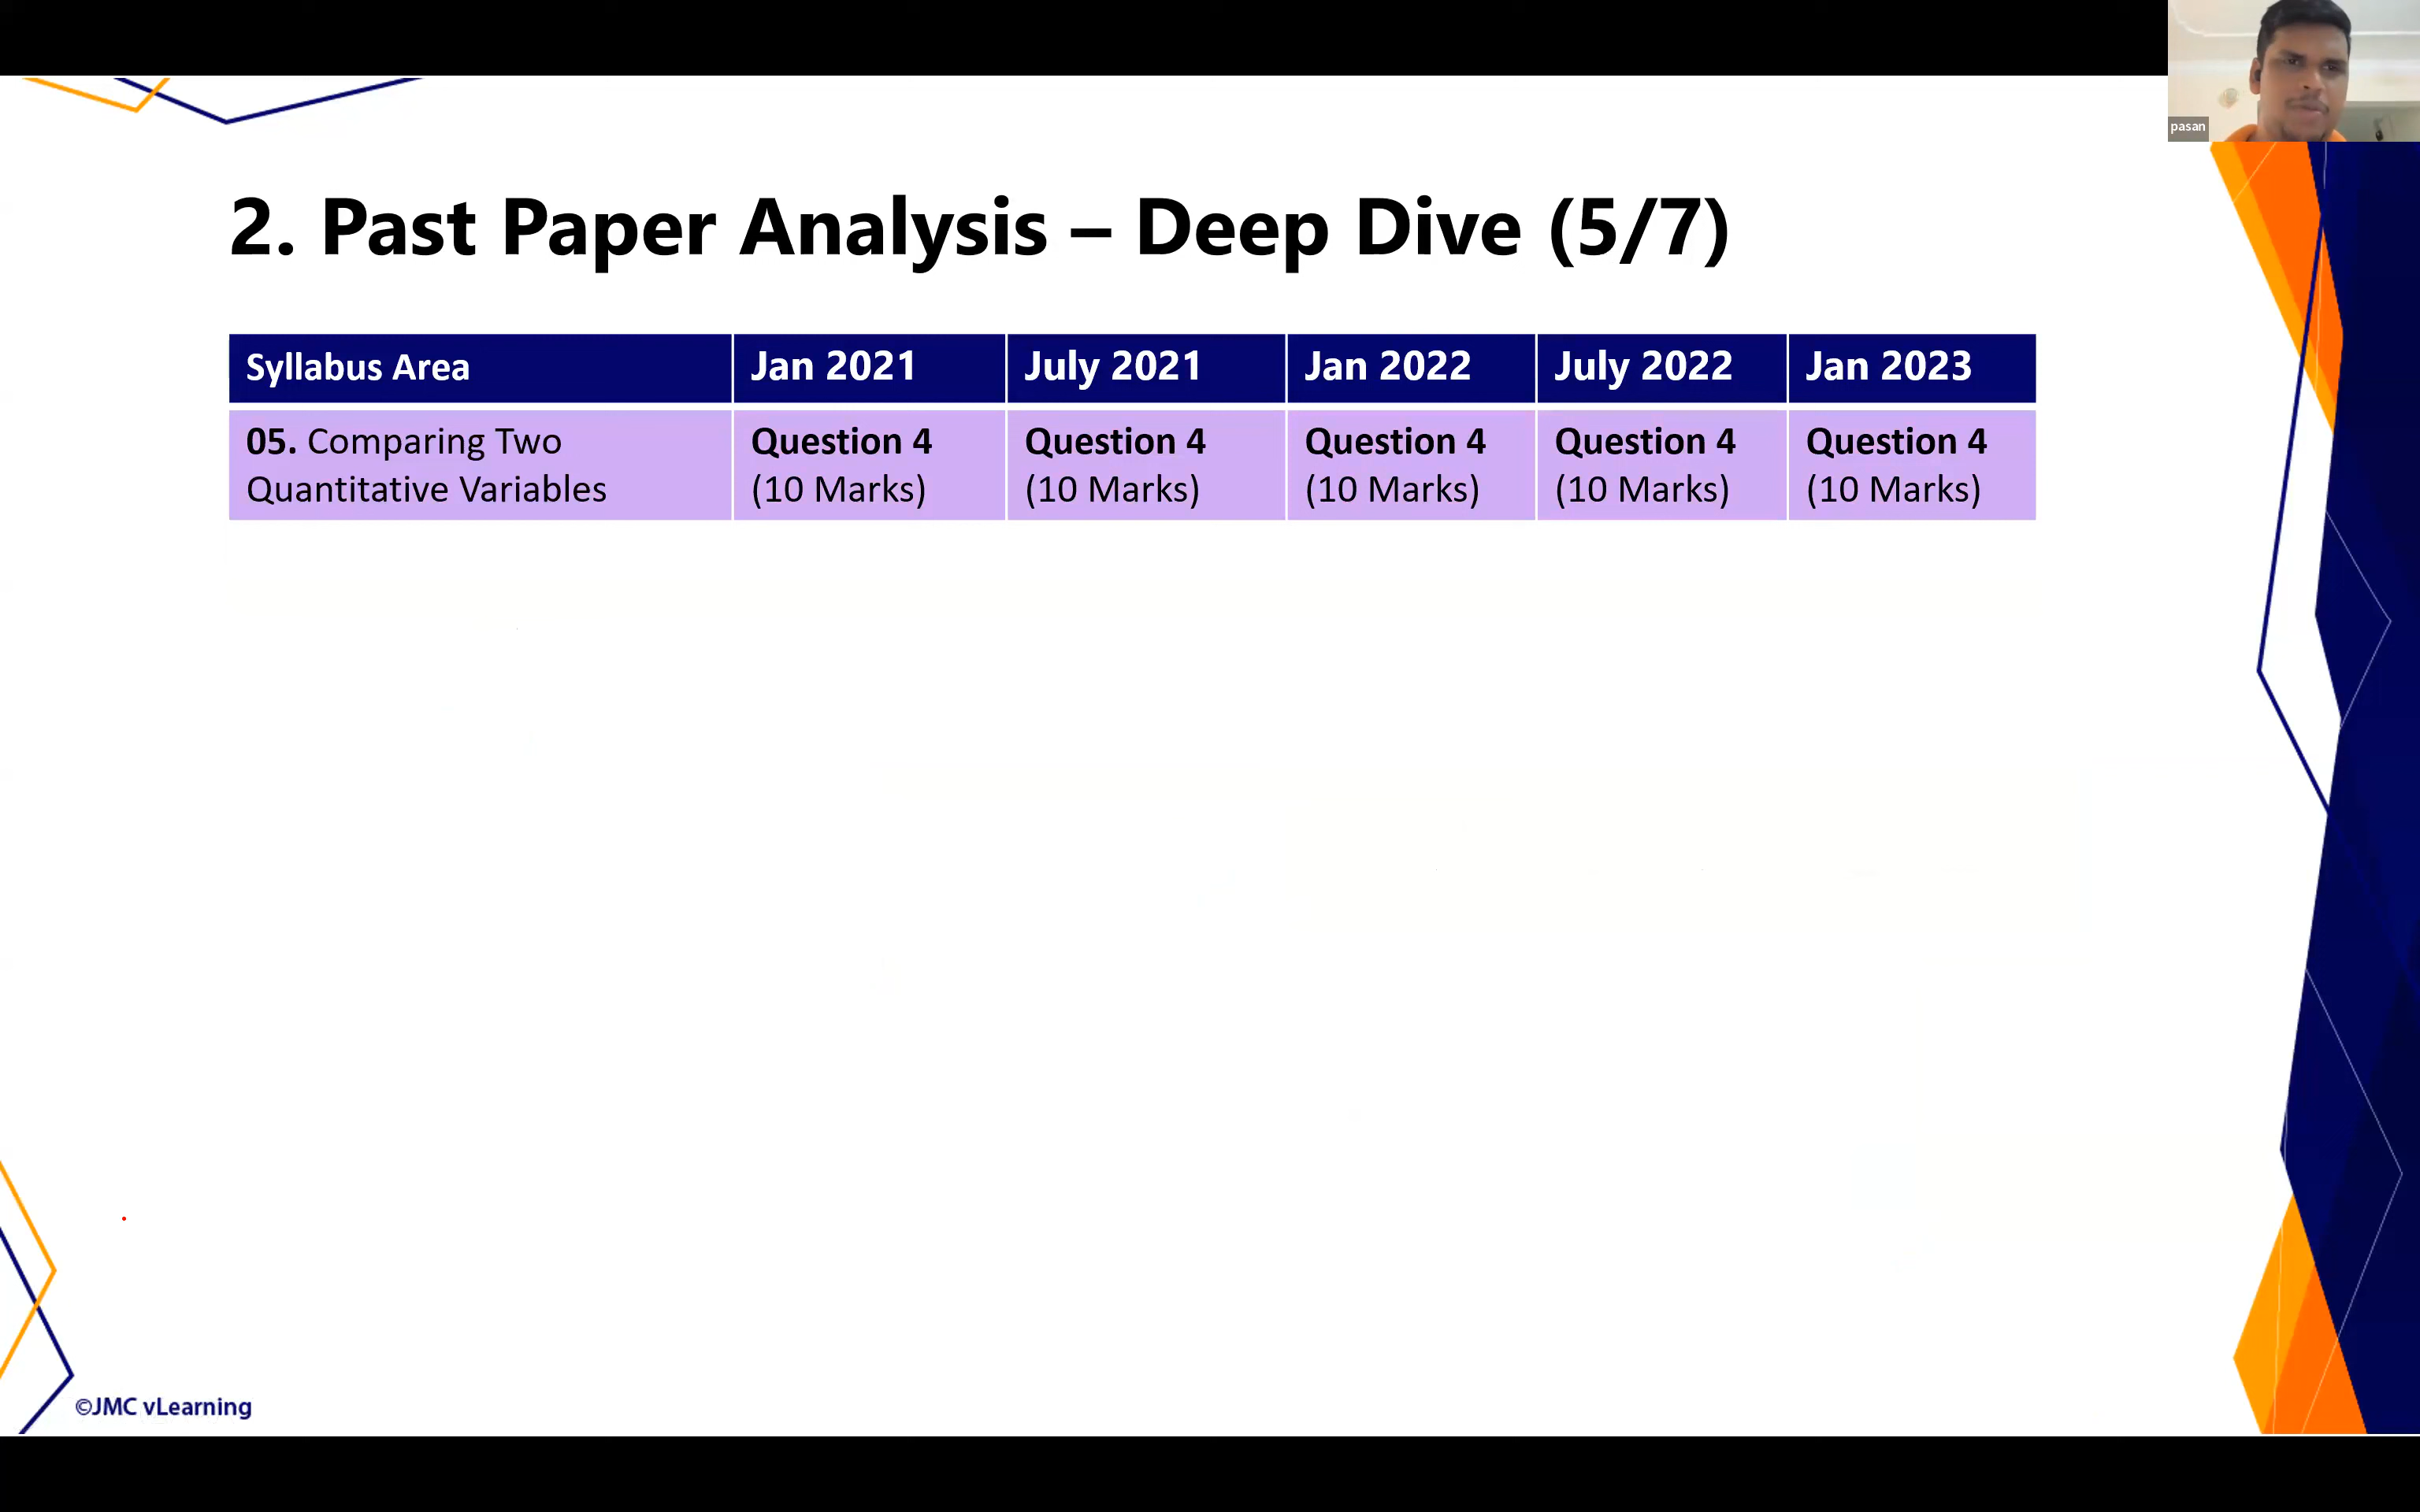 pasan
2. Past Paper Analysis – Deep Dive (5/7)
Syllabus Area Jan 2021 July 2021 Jan 2022 July 2022 Jan 2023
05. Comparing Two Question 4 Question 4 Question 4 Question 4 Question 4
Quantitative Variables (10 Marks) (10 Marks) (10 Marks) (10 Marks) (10 Marks)
©JMC vLearning